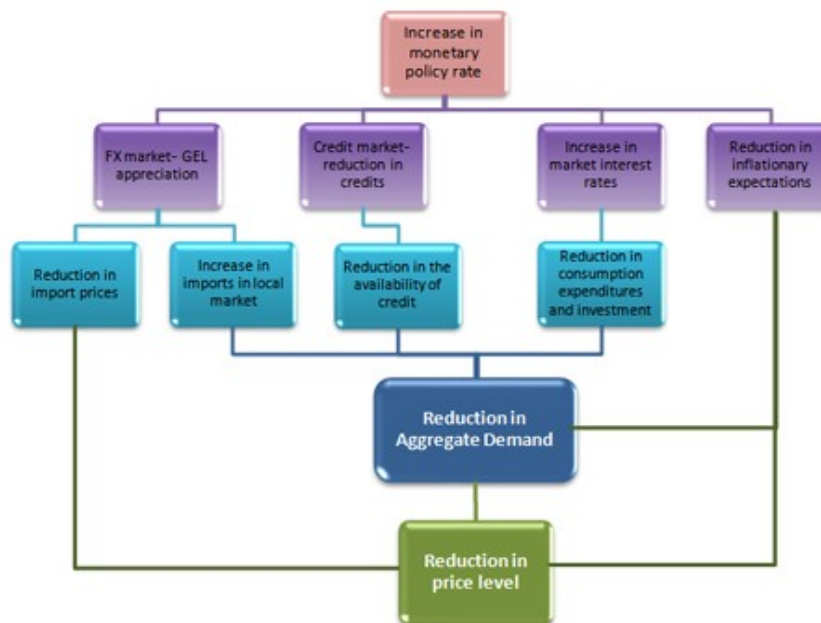 Increase in
monetary
policy rate
FX market- GEL
appreciation
Credit market-
reduction in
credits
Increase in
market interest
rates
Reduction in
inflationary
expectations
Reduction in
import prices
Increase in
imports in local
market
Reduction in the
availability of
credit
Reduction in
consumption
expenditures
and investment
Reduction in
Aggregate Demand
Reduction in
price level